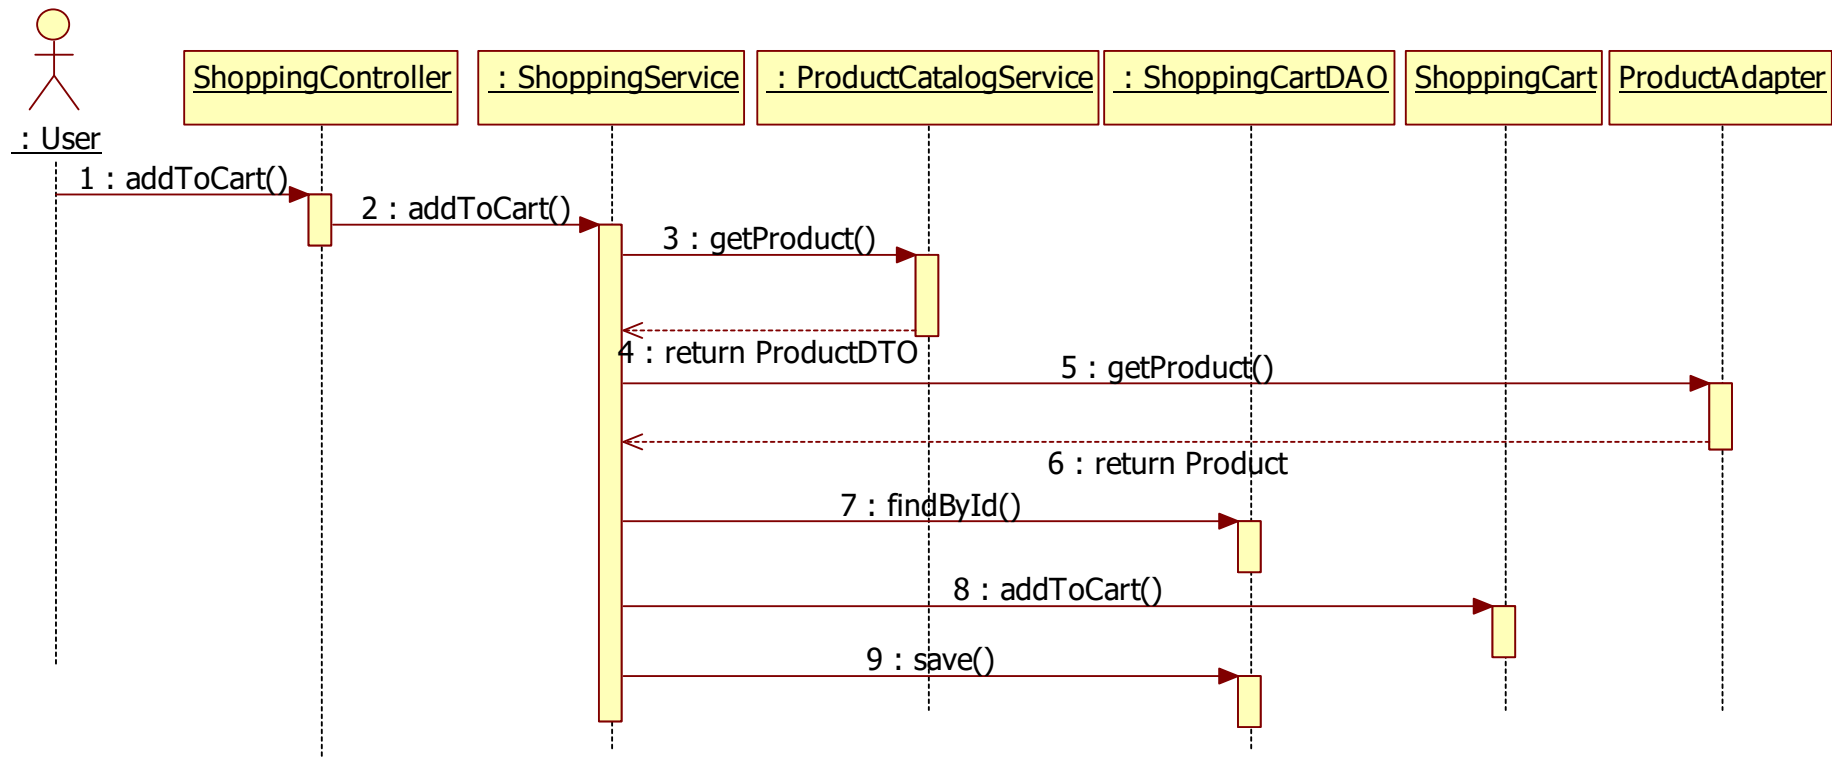 : User
ShoppingController
: ShoppingService
: ProductCatalogService
: ShoppingCartDAO
ShoppingCart
ProductAdapter
1 : addToCart()
2 : addToCart()
3 : getProduct()
4 : return ProductDTO
5 : getProduct()
6 : return Product
7 : findById()
8 : addToCart()
9 : save()